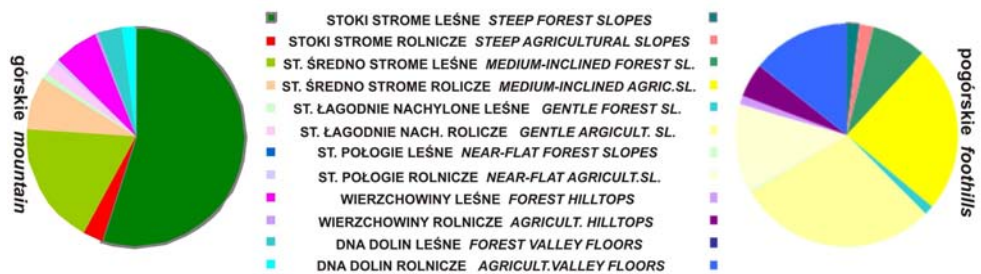 górskie mountain
STOKI STROME LEŚNE STEEP FOREST SLOPES
STOKI STROME ROLNICZE STEEP AGRICULTURAL SLOPES
ST. ŚREDNO STROME LEŚNE MEDIUM-INCLINED FOREST SL.
ST. ŚREDNO STROME ROLICZE MEDIUM-INCLINED AGRIC.SL.
ST. ŁAGODNIE NACHYLONE LEŚNE GENTLE FOREST SL.
ST. ŁAGODNIE NACH. ROLICZE GENTLE ARGICULT. SL.
ST. POŁOGIE LEŚNE NEAR-FLAT FOREST SLOPES
ST. POŁOGIE ROLNICZE NEAR-FLAT AGRICULT.SL.
WIERZCHOWINY LEŚNE FOREST HILLTOPS
WIERZCHOWINY ROLNICZE AGRICULT. HILLTOPS
DNA DOLIN LEŚNE FOREST VALLEY FLOORS
DNA DOLIN ROLNICZE AGRICULT.VALLEY FLOORS
pogórskie foothills